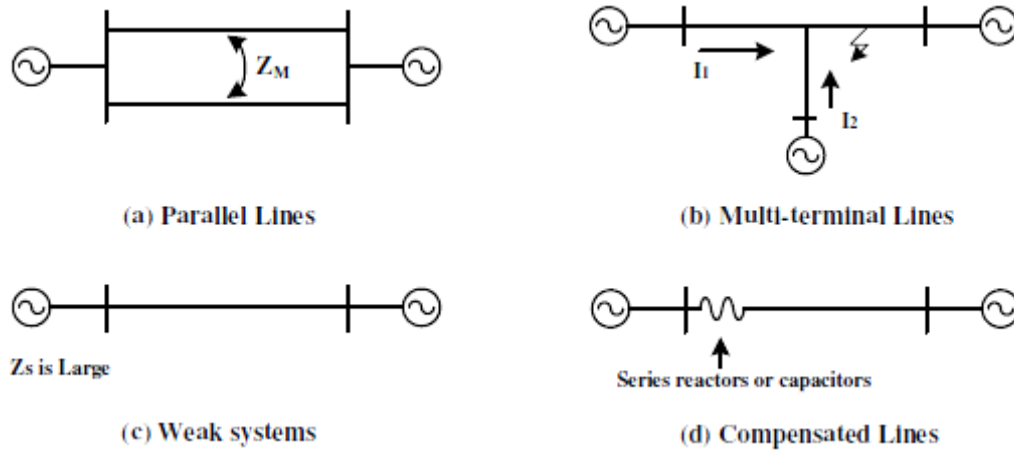 Z_M
I₁
I₂
(a) Parallel Lines
(b) Multi-terminal Lines
Zs is Large
Series reactors or capacitors
(c) Weak systems
(d) Compensated Lines